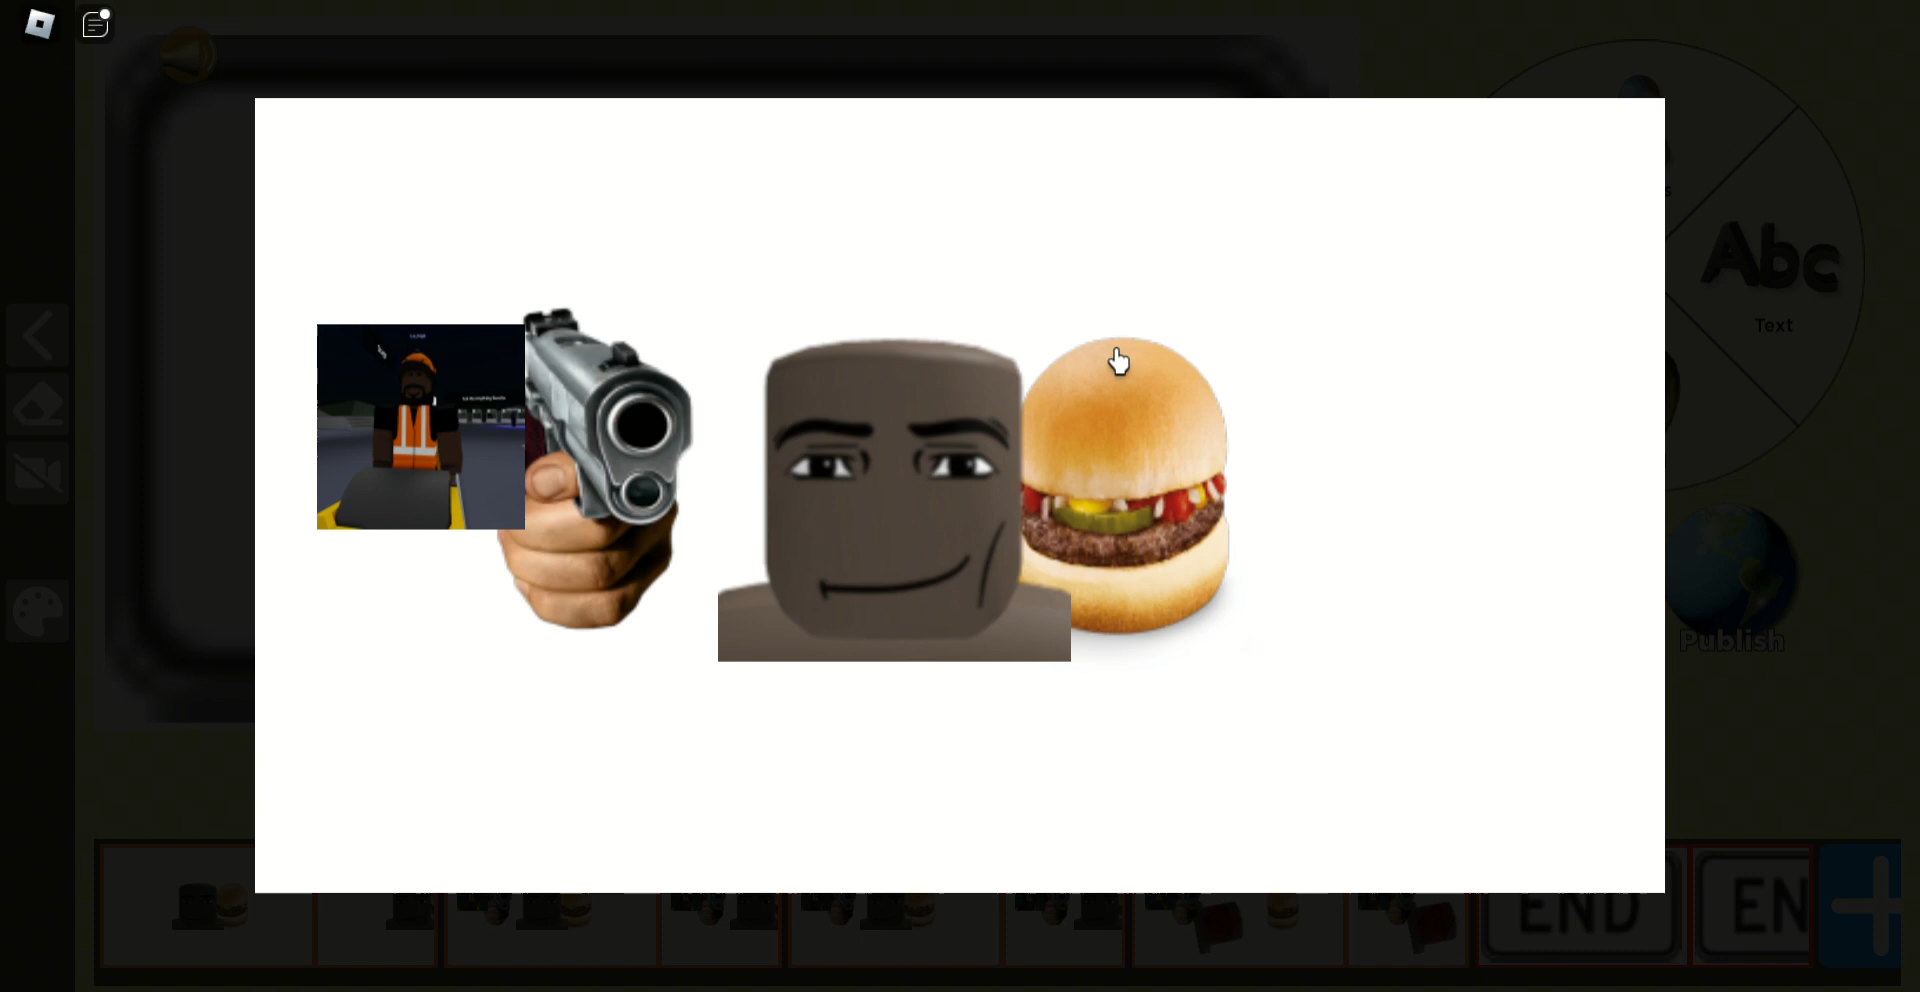 s
Abc
Text
Publish
END
EN